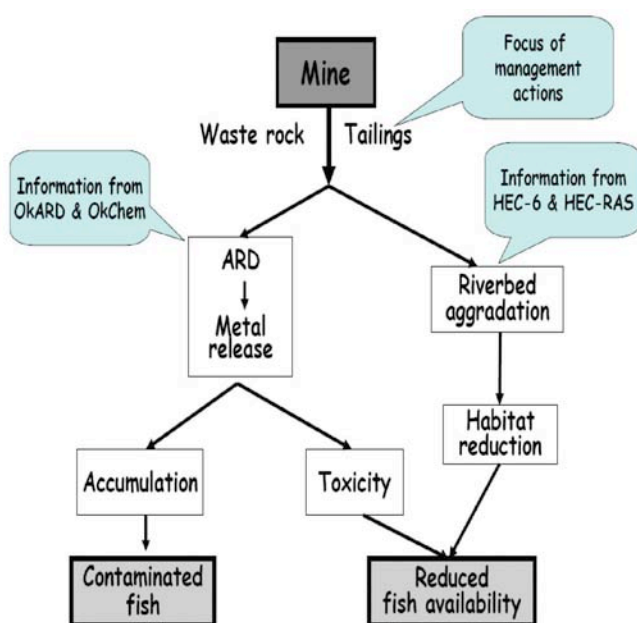 Mine
Focus of
management
actions
Waste rock
Tailings
Information from
OkARD & OkChem
Information from
HEC-6 & HEC-RAS
ARD
Metal
release
Riverbed
aggradation
Habitat
reduction
Accumulation
Toxicity
Contaminated
fish
Reduced
fish availability